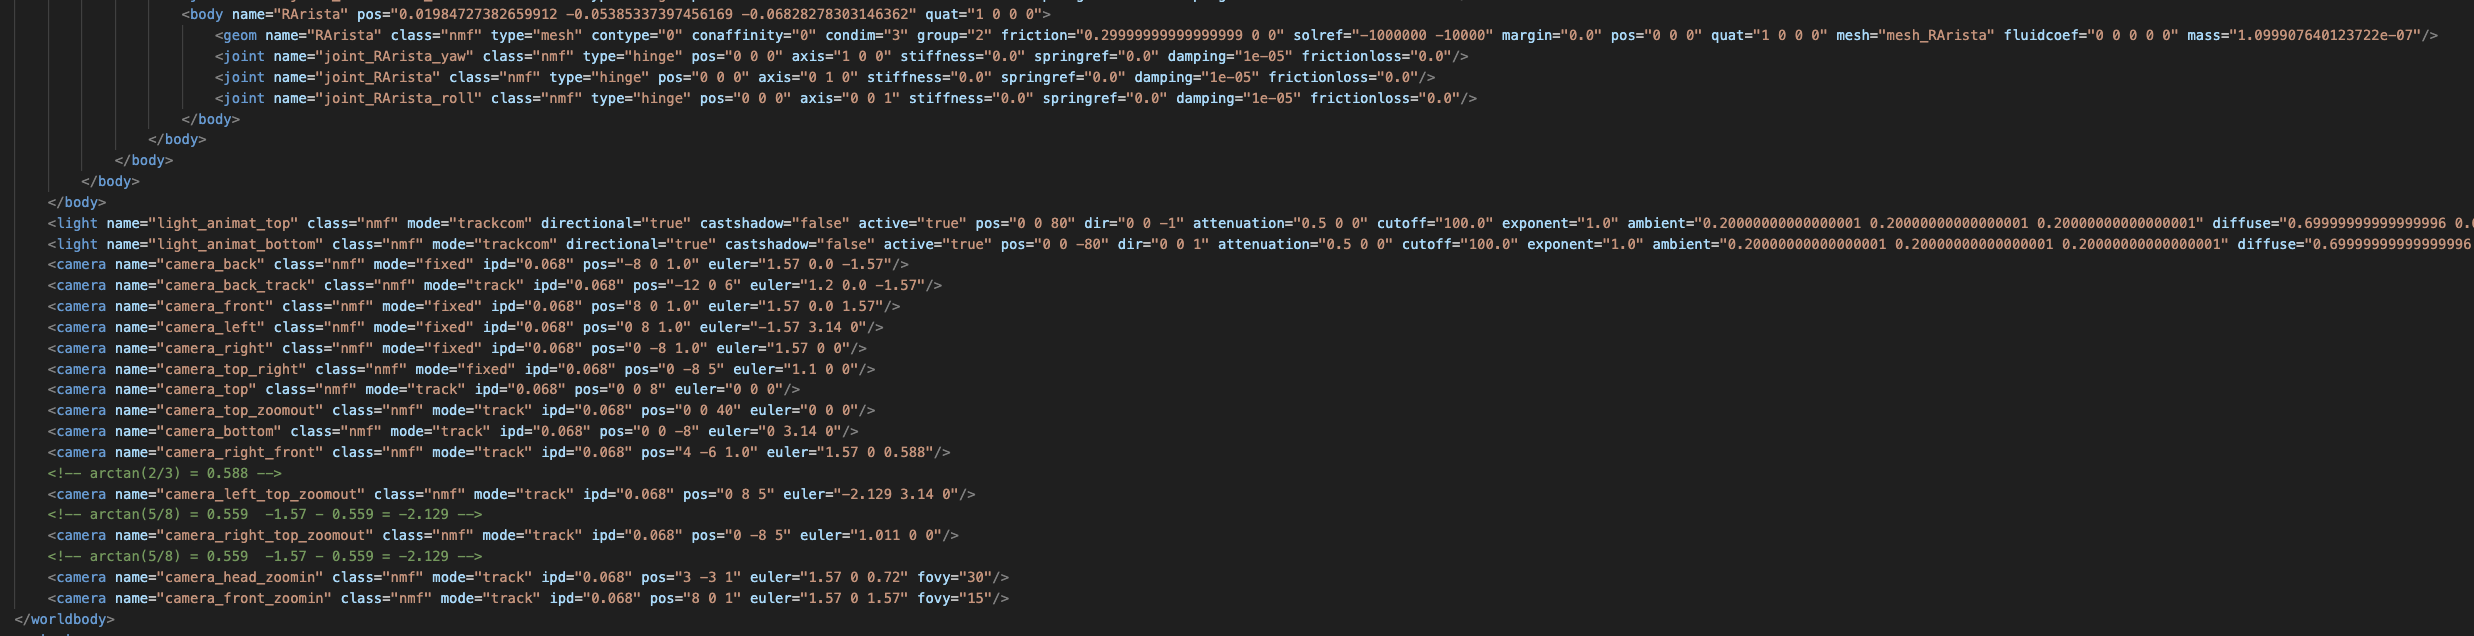 <body name="RArista" pos="0.01984727382659912 -0.05385337397456169 -0.06828278303146362" quat="1 0 0 0">
<geom name="RArista" class="nmf" type="mesh" contype="0" conaffinity="0" condim="3" group="2" friction="0.29999999999999999 0 0" solref="-1000000 -10000" margin="0.0" pos="0 0 0" quat="1 0 0 0" mesh="mesh_RArista" fluidcoef="0 0 0 0 0" mass="1.099907640123722e-07"/>
<joint name="joint_RArista_yaw" class="nmf" type="hinge" pos="0 0 0" axis="1 0 0" stiffness="0.0" springref="0.0" damping="1e-05" frictionloss="0.0"/>
<joint name="joint_RArista" class="nmf" type="hinge" pos="0 0 0" axis="0 1 0" stiffness="0.0" springref="0.0" damping="1e-05" frictionloss="0.0"/>
<joint name="joint_RArista_roll" class="nmf" type="hinge" pos="0 0 0" axis="0 0 1" stiffness="0.0" springref="0.0" damping="1e-05" frictionloss="0.0"/>
</body>
</body>
</body>
</body>
</body>
<light name="light_animat_top" class="nmf" mode="trackcom" directional="true" castshadow="false" active="true" pos="0 0 80" dir="0 0 -1" attenuation="0.5 0 0" cutoff="100.0" exponent="1.0" ambient="0.20000000000000001 0.20000000000000001 0.20000000000000001" diffuse="0.69999999999999996 0.
<light name="light_animat_bottom" class="nmf" mode="trackcom" directional="true" castshadow="false" active="true" pos="0 0 -80" dir="0 0 1" attenuation="0.5 0 0" cutoff="100.0" exponent="1.0" ambient="0.20000000000000001 0.20000000000000001 0.20000000000000001" diffuse="0.69999999999999996
<camera name="camera_back" class="nmf" mode="fixed" ipd="0.068" pos="-8 0 1.0" euler="1.57 0.0 -1.57"/>
<camera name="camera_back_track" class="nmf" mode="track" ipd="0.068" pos="-12 0 6" euler="1.2 0.0 -1.57"/>
<camera name="camera_front" class="nmf" mode="fixed" ipd="0.068" pos="8 0 1.0" euler="1.57 0.0 1.57"/>
<camera name="camera_left" class="nmf" mode="fixed" ipd="0.068" pos="0 8 1.0" euler="-1.57 3.14 0"/>
<camera name="camera_right" class="nmf" mode="fixed" ipd="0.068" pos="0 -8 1.0" euler="1.57 0 0"/>
<camera name="camera_top_right" class="nmf" mode="fixed" ipd="0.068" pos="0 -8 5" euler="1.1 0 0"/>
<camera name="camera_top" class="nmf" mode="track" ipd="0.068" pos="0 0 8" euler="0 0 0"/>
<camera name="camera_top_zoomout" class="nmf" mode="track" ipd="0.068" pos="0 0 40" euler="0 0 0"/>
<camera name="camera_bottom" class="nmf" mode="track" ipd="0.068" pos="0 0 -8" euler="0 3.14 0"/>
<camera name="camera_right_front" class="nmf" mode="track" ipd="0.068" pos="4 -6 1.0" euler="1.57 0 0.588"/>
<!-- arctan(2/3) = 0.588 -->
<camera name="camera_left_top_zoomout" class="nmf" mode="track" ipd="0.068" pos="0 8 5" euler="-2.129 3.14 0"/>
<!-- arctan(5/8) = 0.559  -1.57 - 0.559 = -2.129 -->
<camera name="camera_right_top_zoomout" class="nmf" mode="track" ipd="0.068" pos="0 -8 5" euler="1.011 0 0"/>
<!-- arctan(5/8) = 0.559  -1.57 - 0.559 = -2.129 -->
<camera name="camera_head_zoomin" class="nmf" mode="track" ipd="0.068" pos="3 -3 1" euler="1.57 0 0.72" fovy="30"/>
<camera name="camera_front_zoomin" class="nmf" mode="track" ipd="0.068" pos="8 0 1" euler="1.57 0 1.57" fovy="15"/>
</worldbody>